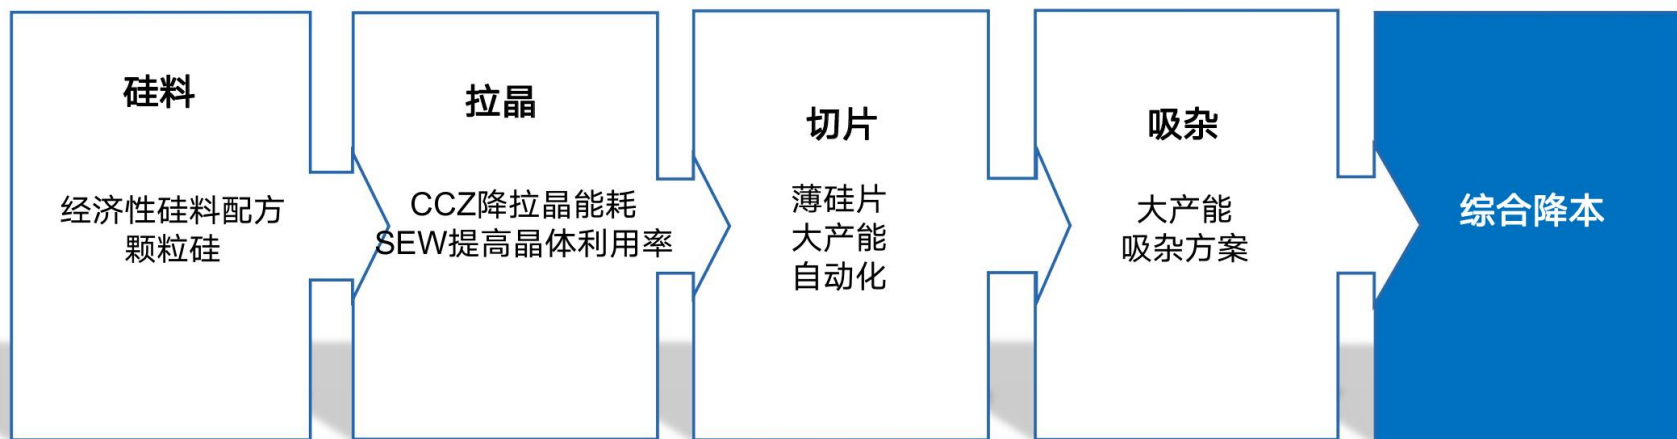 硅料
经济性硅料配方
颗粒硅
拉晶
CCZ降拉晶能耗
SEW提高晶体利用率
切片
薄硅片
大产能
自动化
吸杂
大产能
吸杂方案
综合降本